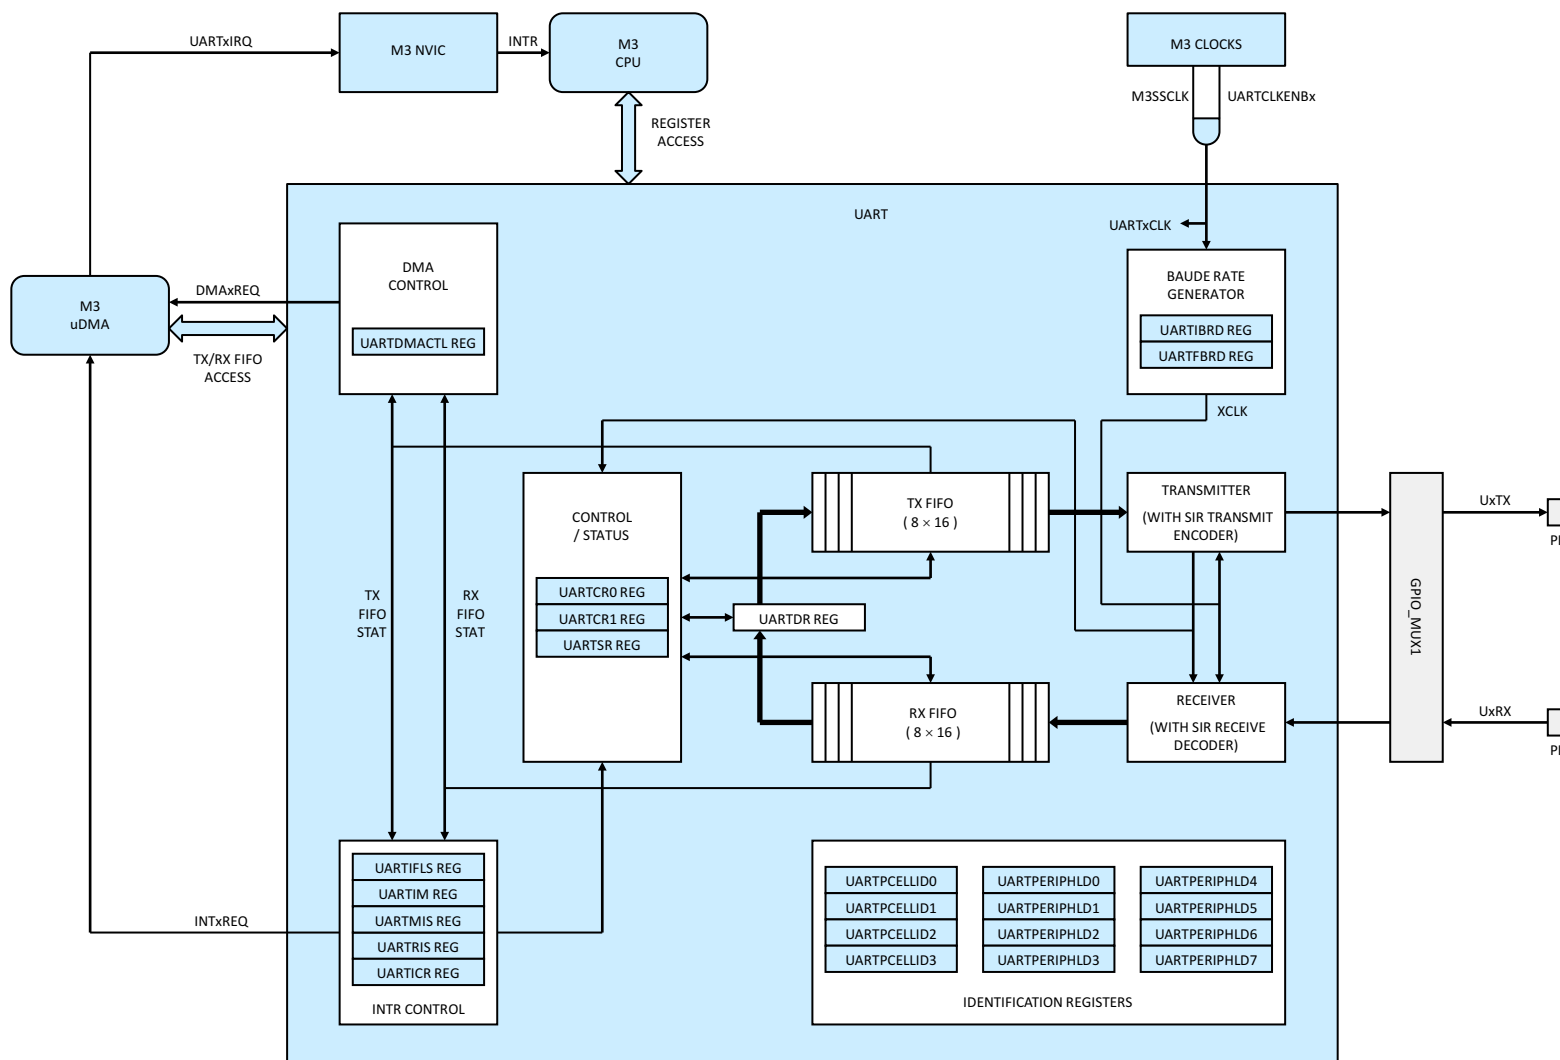 UARTxIRQ
M3 NVIC
INTR
M3
CPU
M3 CLOCKS
M3SSCLK
UARTCLKENBx
REGISTER
ACCESS
UART
UARTxCLK
DMA
CONTROL
UARTDMACTL REG
BAUDE RATE
GENERATOR
UARTIBRD REG
UARTFBRD REG
DMAxREQ
M3
uDMA
TX/RX FIFO
ACCESS
XCLK
CONTROL
/ STATUS
UARTCR0 REG
UARTCR1 REG
UARTSR REG
TX FIFO
( 8 × 16 )
TRANSMITTER
(WITH SIR TRANSMIT
ENCODER)
UxTX
PI
TX
FIFO
STAT
RX
FIFO
STAT
UARTDR REG
GPIO_MUX1
RX FIFO
( 8 × 16 )
RECEIVER
(WITH SIR RECEIVE
DECODER)
UxRX
PI
UARTIFLS REG
UARTIM REG
UARTMIS REG
UARTRIS REG
UARTICR REG
INTR CONTROL
INTxREQ
UARTPCELLID0
UARTPCELLID1
UARTPCELLID2
UARTPCELLID3
UARTPERIPHLD0
UARTPERIPHLD1
UARTPERIPHLD2
UARTPERIPHLD3
UARTPERIPHLD4
UARTPERIPHLD5
UARTPERIPHLD6
UARTPERIPHLD7
IDENTIFICATION REGISTERS